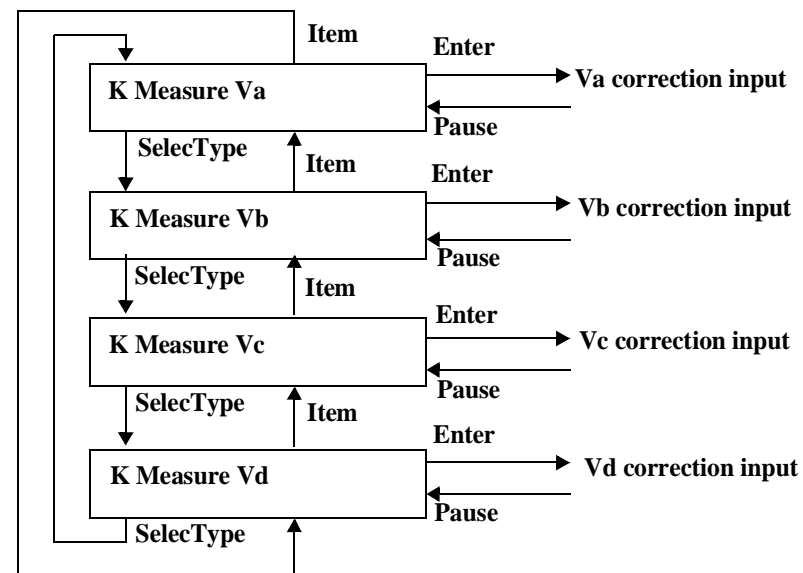 Item
Enter
K Measure Va
Va correction input
Pause
SelecType
Item
Enter
K Measure Vb
Vb correction input
Pause
SelecType
Item
Enter
K Measure Vc
Vc correction input
Pause
SelecType
Item
Enter
K Measure Vd
Vd correction input
Pause
SelecType